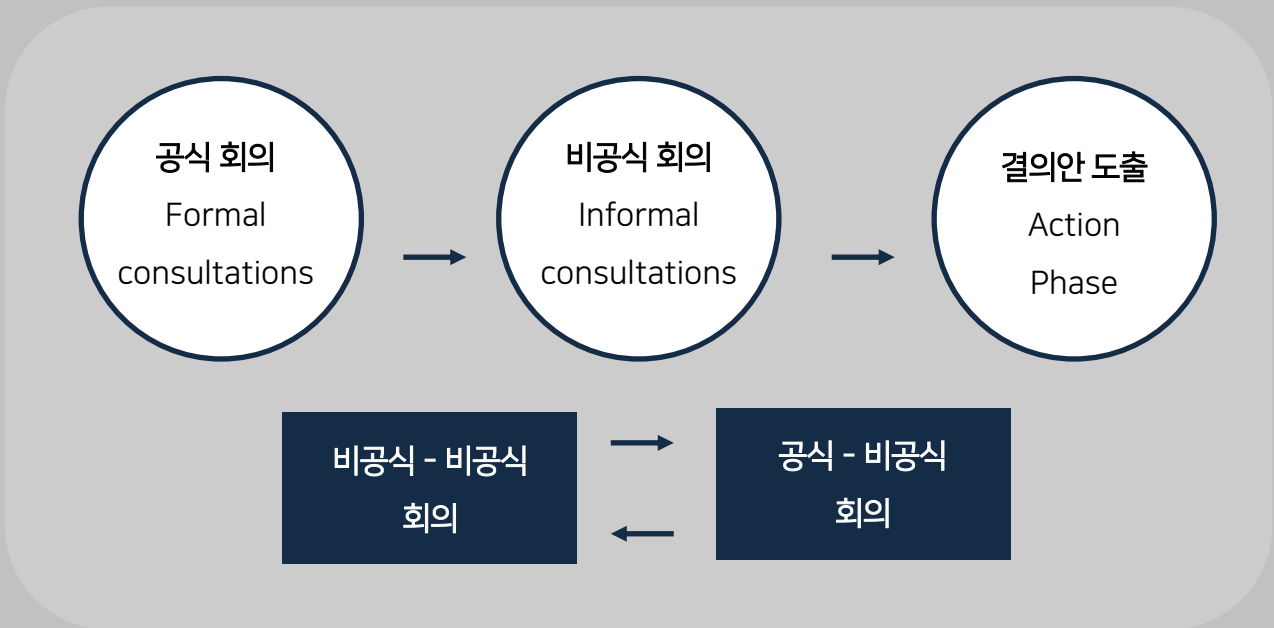 공식 회의
Formal
consultations
비공식 회의
Informal
consultations
결의안 도출
Action
Phase
비공식 - 비공식
회의
공식 - 비공식
회의